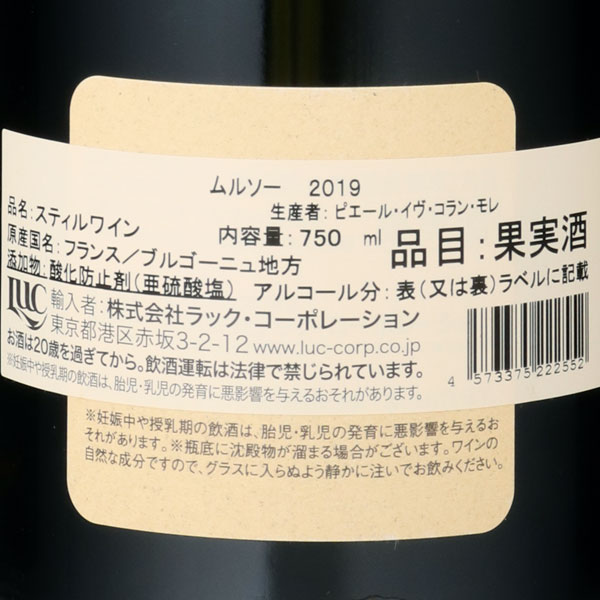 ムルソー 2019
生産者：ピエール・イヴ・コラン・モレ
品名：スティルワイン
内容量：750 ml
品目：果実酒
原産国名：フランス／ブルゴーニュ地方
添加物：酸化防止剤（亜硫酸塩）
アルコール分：表（又は裏）ラベルに記載
LUC
輸入者：株式会社ラック・コーポレーション
東京都港区赤坂3-2-12 www.luc-corp.co.jp
お酒は20歳を過ぎてから。飲酒運転は法律で禁じられています。
※妊娠中や授乳期の飲酒は、胎児・乳児の発育に悪影響を与えるおそれがあります。
4 573375 222552
※妊娠中や授乳期の飲酒は、胎児・乳児の発育に悪影響を与えるお
それがあります。※瓶底に沈殿物が溜まる場合がございます。ワインの
自然な成分ですので、グラスに入らぬよう静かに注いでお飲みください。